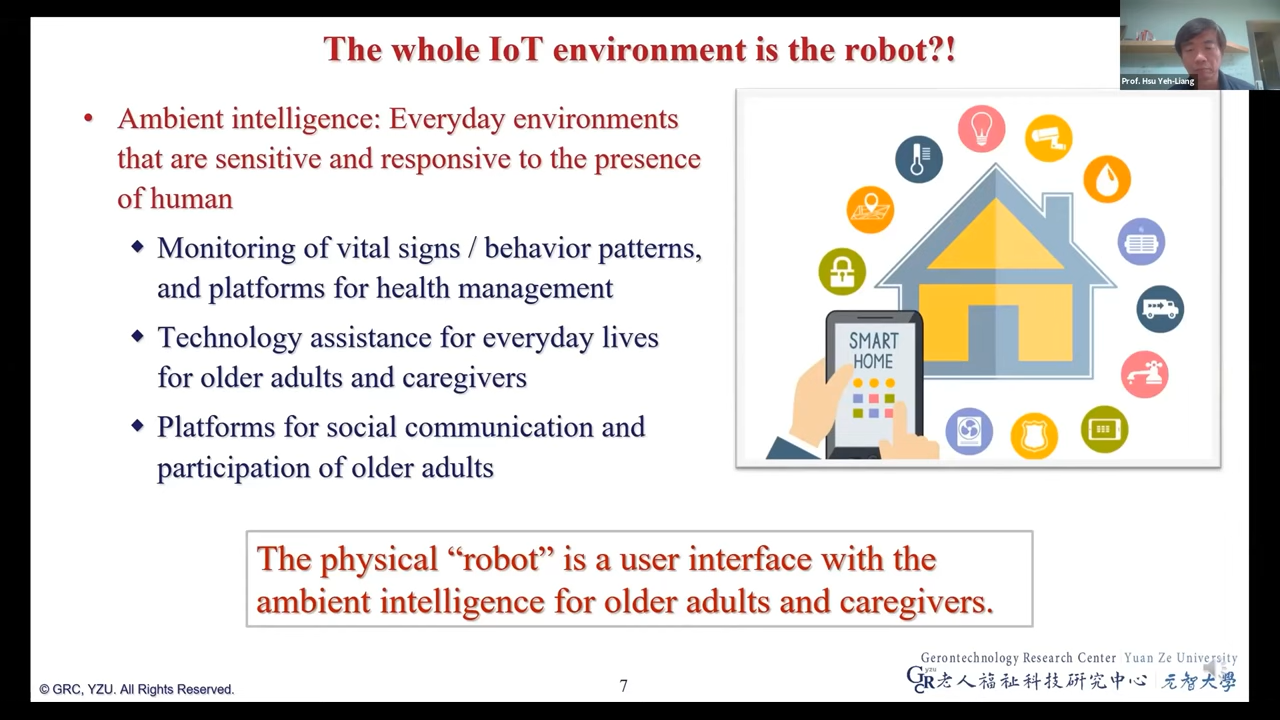 The whole IoT environment is the robot?!
Prof. Hsu Yeh-Liang
• Ambient intelligence: Everyday environments
that are sensitive and responsive to the presence
of human
◆ Monitoring of vital signs / behavior patterns,
and platforms for health management
◆ Technology assistance for everyday lives
for older adults and caregivers
◆ Platforms for social communication and
participation of older adults
SMART
HOME
The physical “robot” is a user interface with the
ambient intelligence for older adults and caregivers.
Gerontechnology Research Center Yuan Ze University
yzu
GRC 老人福祉科技研究中心 元智大學
© GRC, YZU. All Rights Reserved.
7